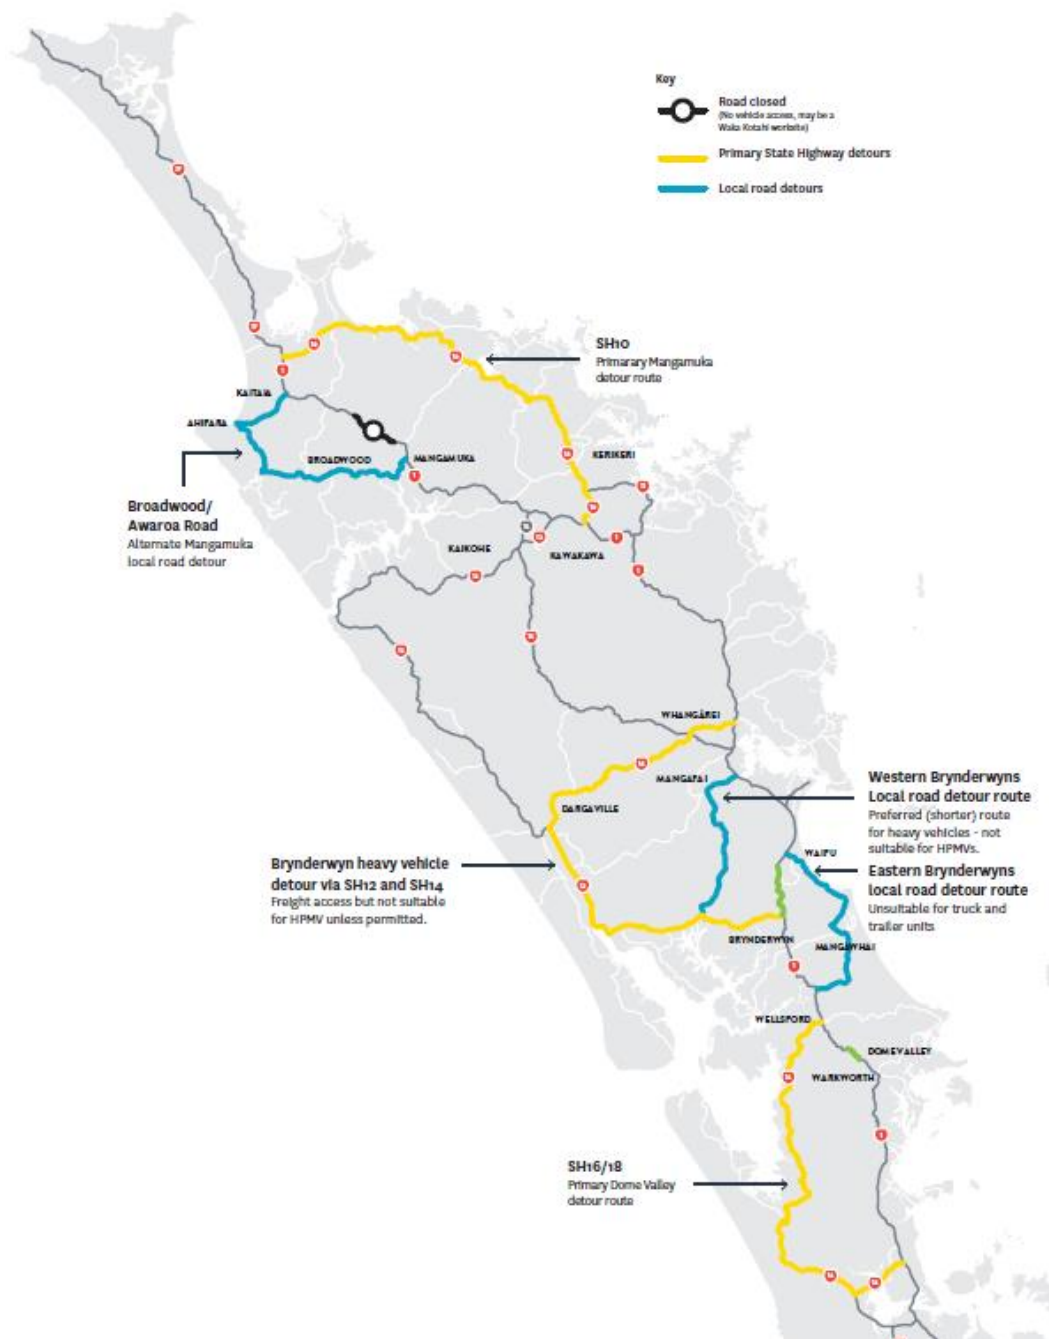 Key
Road closed
(No vehicle access, may be a
Waka Kotahi worksite)
Primary State Highway detours
Local road detours
SH10
Primarary Mangamuka
detour route
KAITAIA
AHIPARA
BROADWOOD
MANGAMUKA
KERIKERI
Broadwood/
Awaroa Road
Alternate Mangamuka
local road detour
KAIKOHE
KAWAKAWA
WHANGĀREI
MANGAPAI
DARGAVILLE
Western Brynderwyns
Local road detour route
Preferred (shorter) route
for heavy vehicles - not
suitable for HPMVs.
WAIPU
Eastern Brynderwyns
local road detour route
Unsuitable for truck and
trailer units
Brynderwyn heavy vehicle
detour via SH12 and SH14
Freight access but not suitable
for HPMV unless permitted.
BRYNDERWYN
MANGAWHAI
WELLSFORD
DOME VALLEY
WARKWORTH
SH16/18
Primary Dome Valley
detour route